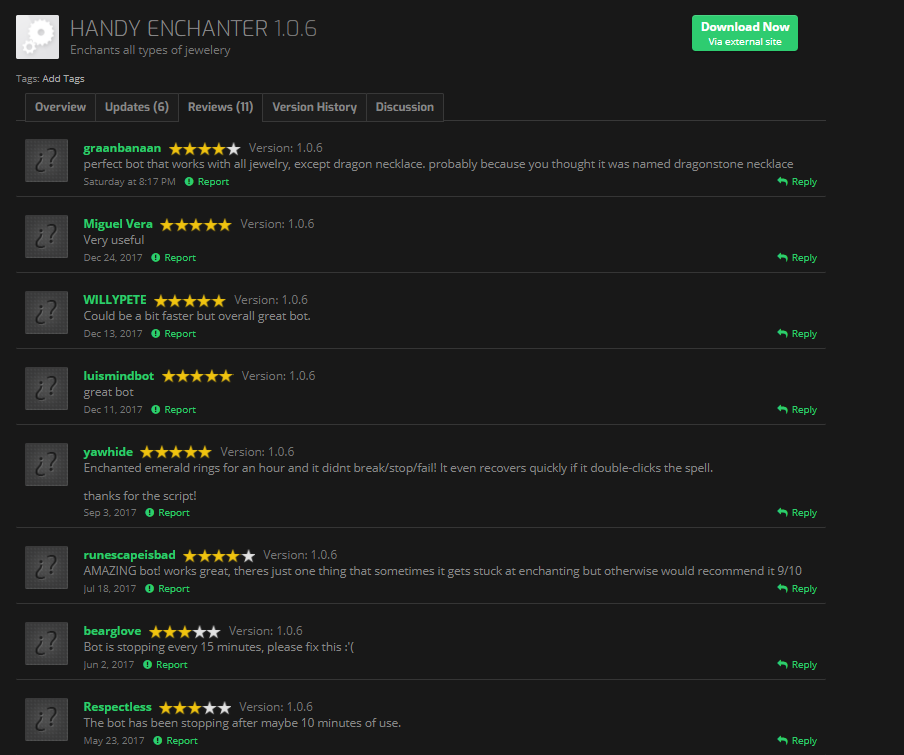 HANDY ENCHANTER 1.0.6
Enchants all types of jewelery
Download Now
Via external site
Tags: Add Tags
Overview Updates (6) Reviews (11) Version History Discussion
¿?
graanbanaan Version: 1.0.6
perfect bot that works with all jewelry, except dragon necklace. probably because you thought it was named dragonstone necklace
Saturday at 8:17 PM Report Reply
¿?
Miguel Vera Version: 1.0.6
Very useful
Dec 24, 2017 Report Reply
¿?
WILLYPETE Version: 1.0.6
Could be a bit faster but overall great bot.
Dec 13, 2017 Report Reply
¿?
luismindbot Version: 1.0.6
great bot
Dec 11, 2017 Report Reply
¿?
yawhide Version: 1.0.6
Enchanted emerald rings for an hour and it didnt break/stop/fail! It even recovers quickly if it double-clicks the spell.
thanks for the script!
Sep 3, 2017 Report Reply
¿?
runescapeisbad Version: 1.0.6
AMAZING bot! works great, theres just one thing that sometimes it gets stuck at enchanting but otherwise would recommend it 9/10
Jul 18, 2017 Report Reply
¿?
bearglove Version: 1.0.6
Bot is stopping every 15 minutes, please fix this :'(
Jun 2, 2017 Report Reply
¿?
Respectless Version: 1.0.6
The bot has been stopping after maybe 10 minutes of use.
May 23, 2017 Report Reply